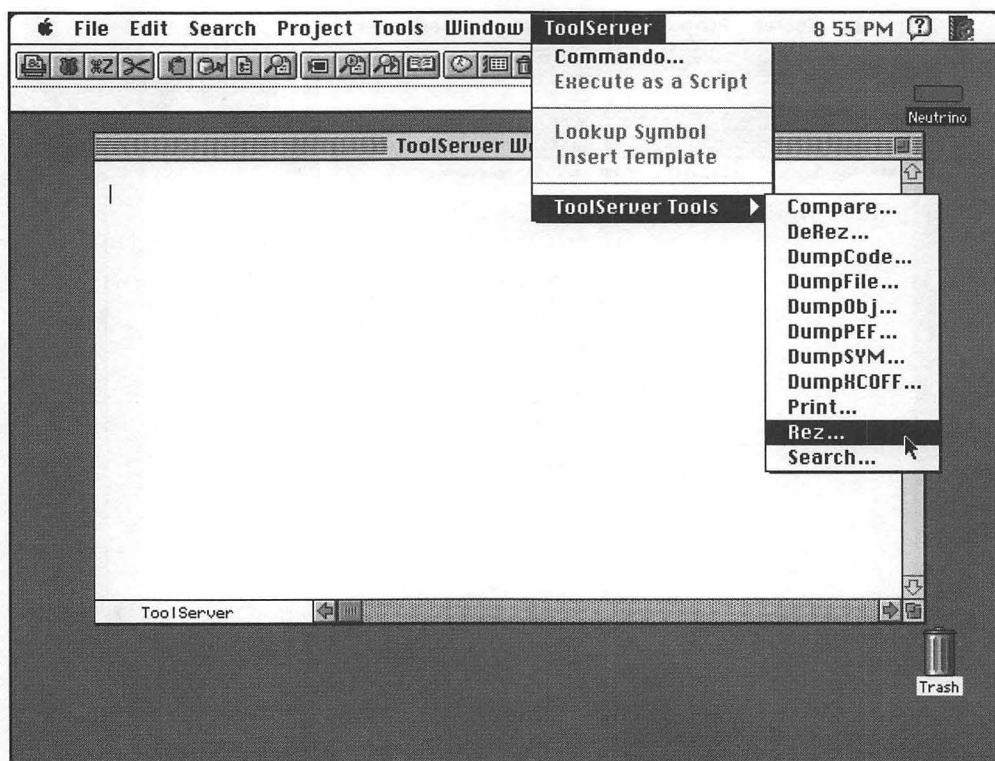 File Edit Search Project Tools Window ToolServer 8 55 PM
⌘Z
Commando...
Execute as a Script
Neutrino
Lookup Symbol
Insert Template
ToolServer
ToolServer Tools
Compare...
DeRez...
DumpCode...
DumpFile...
DumpObj...
DumpPEF...
DumpSYM...
DumpXCOFF...
Print...
Rez...
Search...
ToolServer
Trash